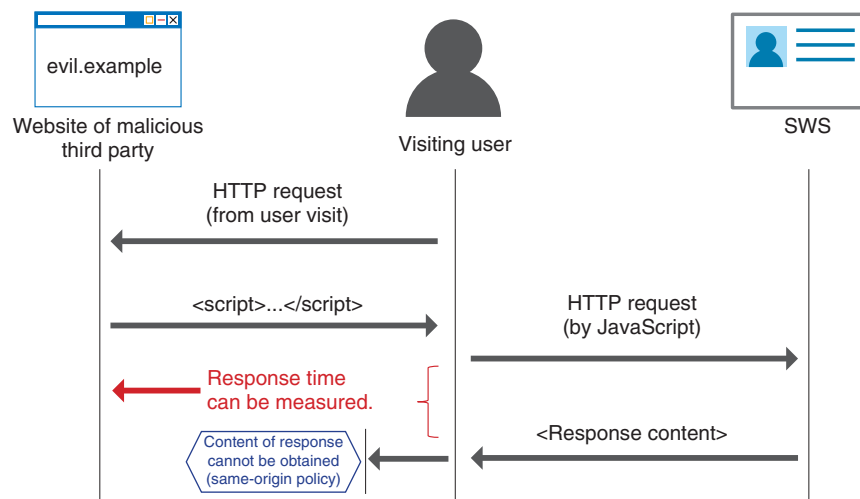 evil.example
Website of malicious
third party
Visiting user
SWS
HTTP request
(from user visit)
<script>...</script>
HTTP request
(by JavaScript)
Response time
can be measured.
<Response content>
Content of response
cannot be obtained
(same-origin policy)